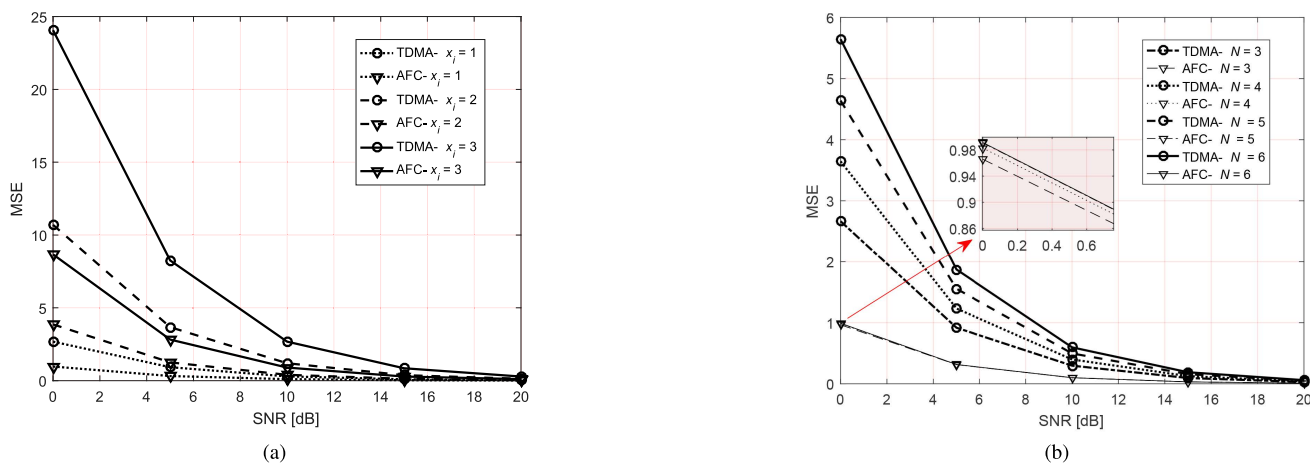 25
20
15
10
5
0
MSE
0 2 4 6 8 10 12 14 16 18 20
SNR [dB]
TDMA- x_i = 1
AFC- x_i = 1
TDMA- x_i = 2
AFC- x_i = 2
TDMA- x_i = 3
AFC- x_i = 3
(a)
6
5
4
3
2
1
0
MSE
0 2 4 6 8 10 12 14 16 18 20
SNR [dB]
TDMA- N = 3
AFC- N = 3
TDMA- N = 4
AFC- N = 4
TDMA- N = 5
AFC- N = 5
TDMA- N = 6
AFC- N = 6
0.98
0.94
0.9
0.86
0 0.2 0.4 0.6
(b)